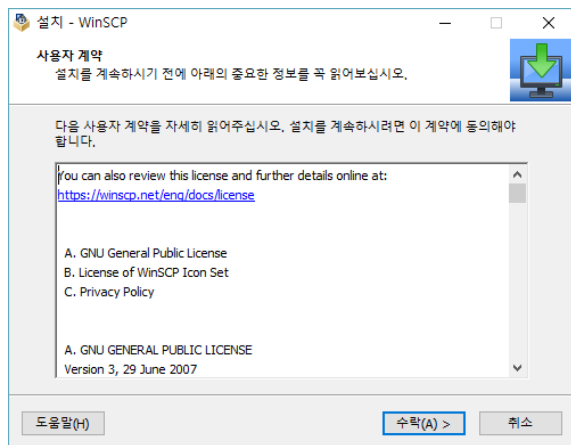 설치 - WinSCP
사용자 계약
설치를 계속하시기 전에 아래의 중요한 정보를 꼭 읽어보십시오.
다음 사용자 계약을 자세히 읽어주십시오. 설치를 계속하시려면 이 계약에 동의해야
합니다.
You can also review this license and further details online at:
https://winscp.net/eng/docs/license
A. GNU General Public License
B. License of WinSCP Icon Set
C. Privacy Policy
A. GNU GENERAL PUBLIC LICENSE
Version 3, 29 June 2007
도움말(H)
수락(A) >
취소